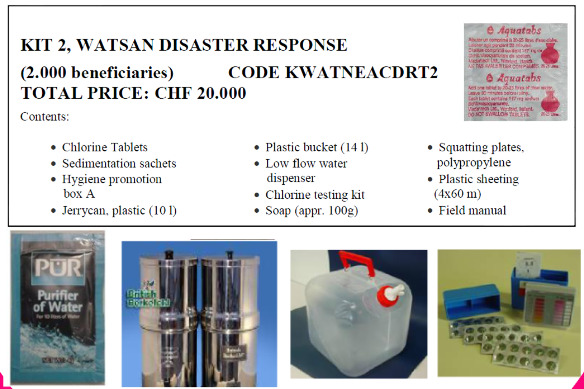 KIT 2, WATSAN DISASTER RESPONSE
(2.000 beneficiaries) CODE KWATNEACDRT2
TOTAL PRICE: CHF 20.000
Contents:
• Chlorine Tablets
• Sedimentation sachets
• Hygiene promotion
box A
• Jerrycan, plastic (10 l)
• Plastic bucket (14 l)
• Low flow water
dispenser
• Chlorine testing kit
• Soap (appr. 100g)
• Squatting plates,
polypropylene
• Plastic sheeting
(4x60 m)
• Field manual
Aquatabs
Aquatabs
PŪR
Purifier
of Water
British
Berkefeld